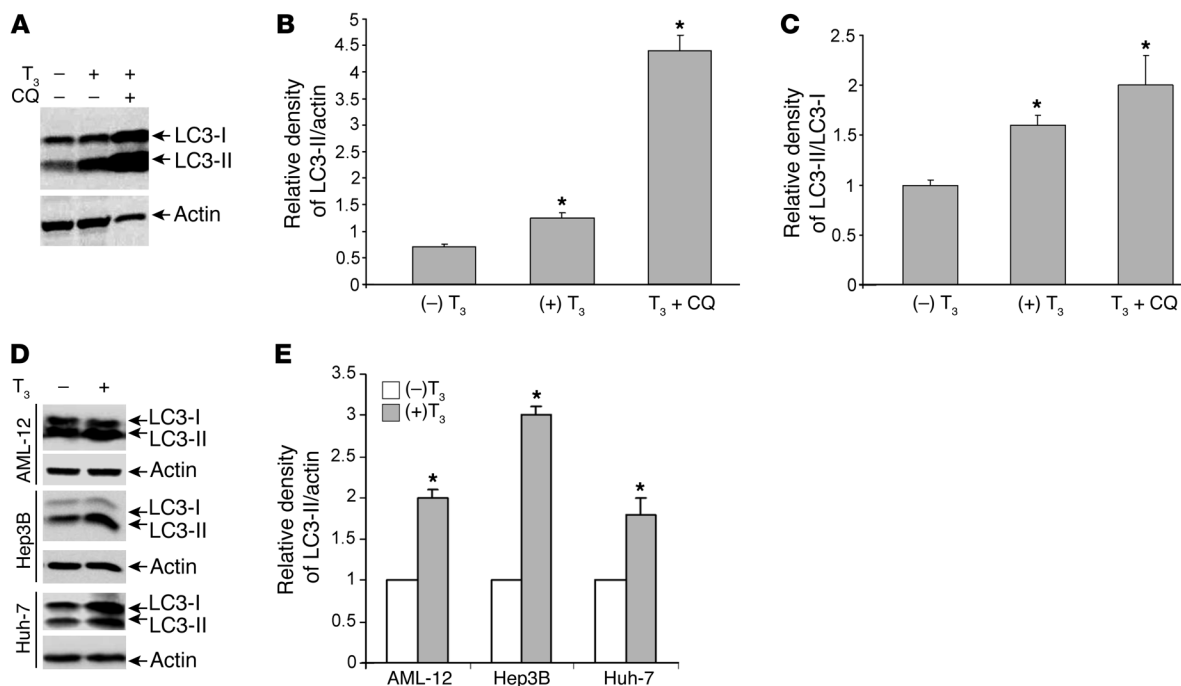 A
T3 – + +
CQ – – +
LC3-I
LC3-II
Actin
B
Relative density
of LC3-II/actin
5
4.5
4
3.5
3
2.5
2
1.5
1
0.5
0
*
*
(–) T3 (+) T3 T3 + CQ
C
Relative density
of LC3-II/LC3-I
2.5
2
1.5
1
0.5
0
*
*
(–) T3 (+) T3 T3 + CQ
D
T3 – +
AML-12
LC3-I
LC3-II
Actin
Hep3B
LC3-I
LC3-II
Actin
Huh-7
LC3-I
LC3-II
Actin
E
Relative density
of LC3-II/actin
3.5
3
2.5
2
1.5
1
0.5
0
(–)T3
(+)T3
*
*
*
AML-12 Hep3B Huh-7